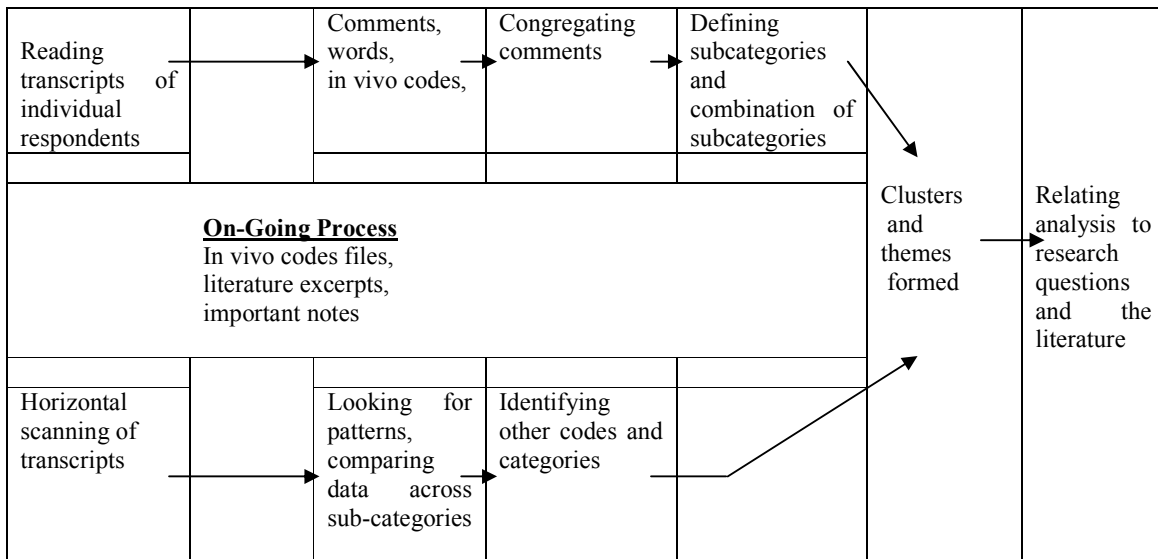 Reading
transcripts of
individual
respondents
Comments,
words,
in vivo codes,
Congregating
comments
Defining
subcategories
and
combination of
subcategories
On-Going Process
In vivo codes files,
literature excerpts,
important notes
Horizontal
scanning of
transcripts
Looking for
patterns,
comparing
data across
sub-categories
Identifying
other codes and
categories
Clusters
and
themes
formed
Relating
analysis to
research
questions
and the
literature